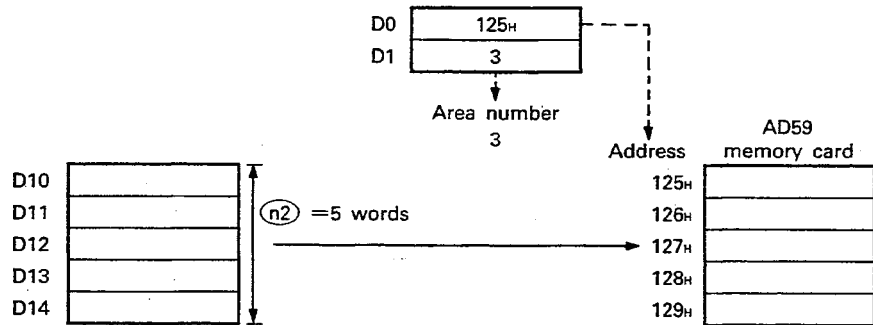 D0 125H
D1 3
Area number
3
Address
AD59
memory card
D10
D11
D12
D13
D14
n2 =5 words
125H
126H
127H
128H
129H